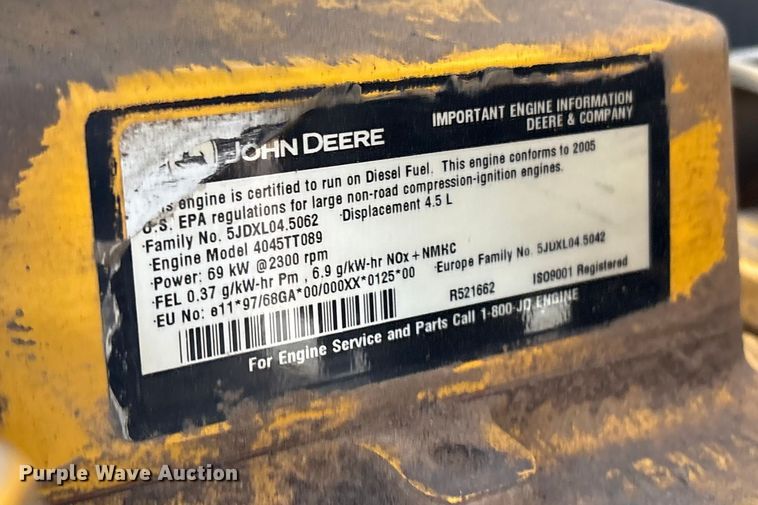 JOHN DEERE
IMPORTANT ENGINE INFORMATION
DEERE & COMPANY
is engine is certified to run on Diesel Fuel. This engine conforms to 2005
U.S. EPA regulations for large non-road compression-ignition engines.
·Family No. 5JDXL04.5062 ·Displacement 4.5 L
·Engine Model 4045TT089
·Power: 69 kW @2300 rpm
·FEL 0.37 g/kW-hr Pm , 6.9 g/kW-hr NOx + NMHC ·Europe Family No. 5JDXL04.5042
·EU No: e11*97/68GA*00/000XX*0125*00 R521662 ISO9001 Registered
For Engine Service and Parts Call 1-800-JD ENGINE
Purple Wave Auction